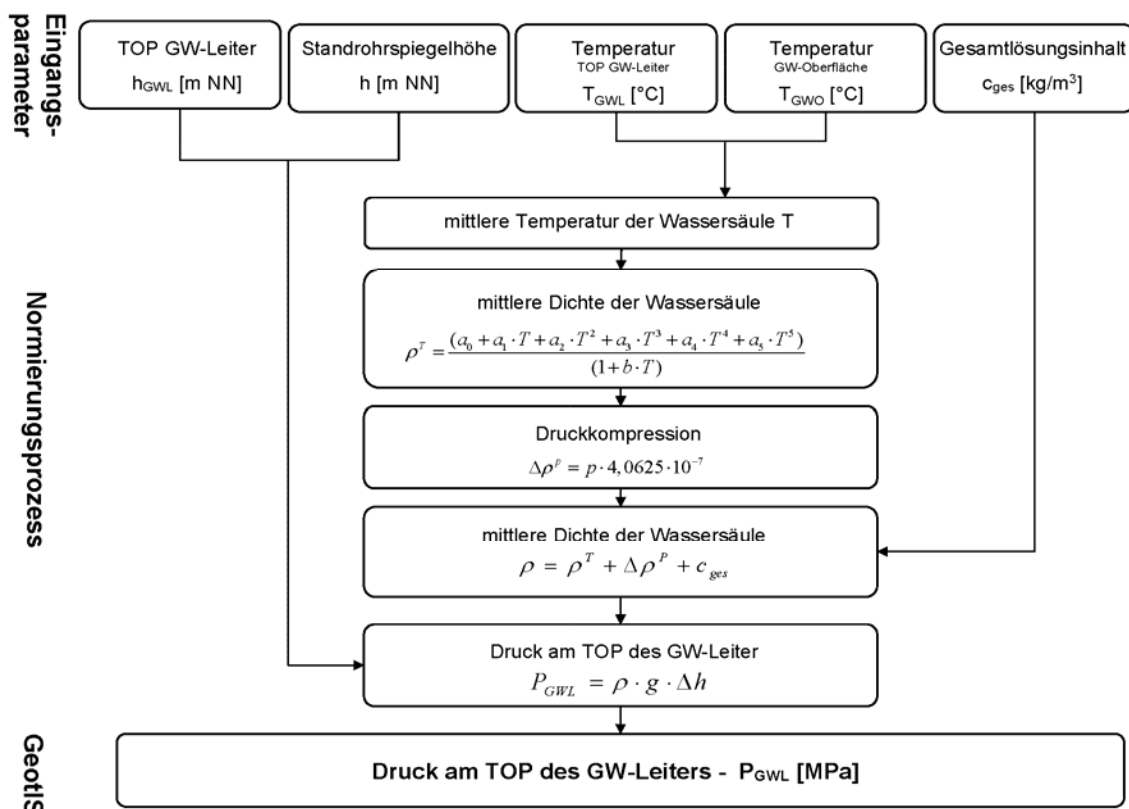 Eingangs-
parameter
TOP GW-Leiter
h_GWL [m NN]
Standrohrspiegelhöhe
h [m NN]
Temperatur
TOP GW-Leiter
T_GWL [°C]
Temperatur
GW-Oberfläche
T_GWO [°C]
Gesamtlösungsinhalt
c_ges [kg/m³]
Normierungsprozess
mittlere Temperatur der Wassersäule T
mittlere Dichte der Wassersäule
ρ^T = (a₀ + a₁ · T + a₂ · T² + a₃ · T³ + a₄ · T⁴ + a₅ · T⁵) / (1 + b · T)
Druckkompression
Δρ^p = p · 4,0625 · 10⁻⁷
mittlere Dichte der Wassersäule
ρ = ρ^T + Δρ^P + c_ges
Druck am TOP des GW-Leiter
P_GWL = ρ · g · Δh
GeotIS
Druck am TOP des GW-Leiters - P_GWL [MPa]